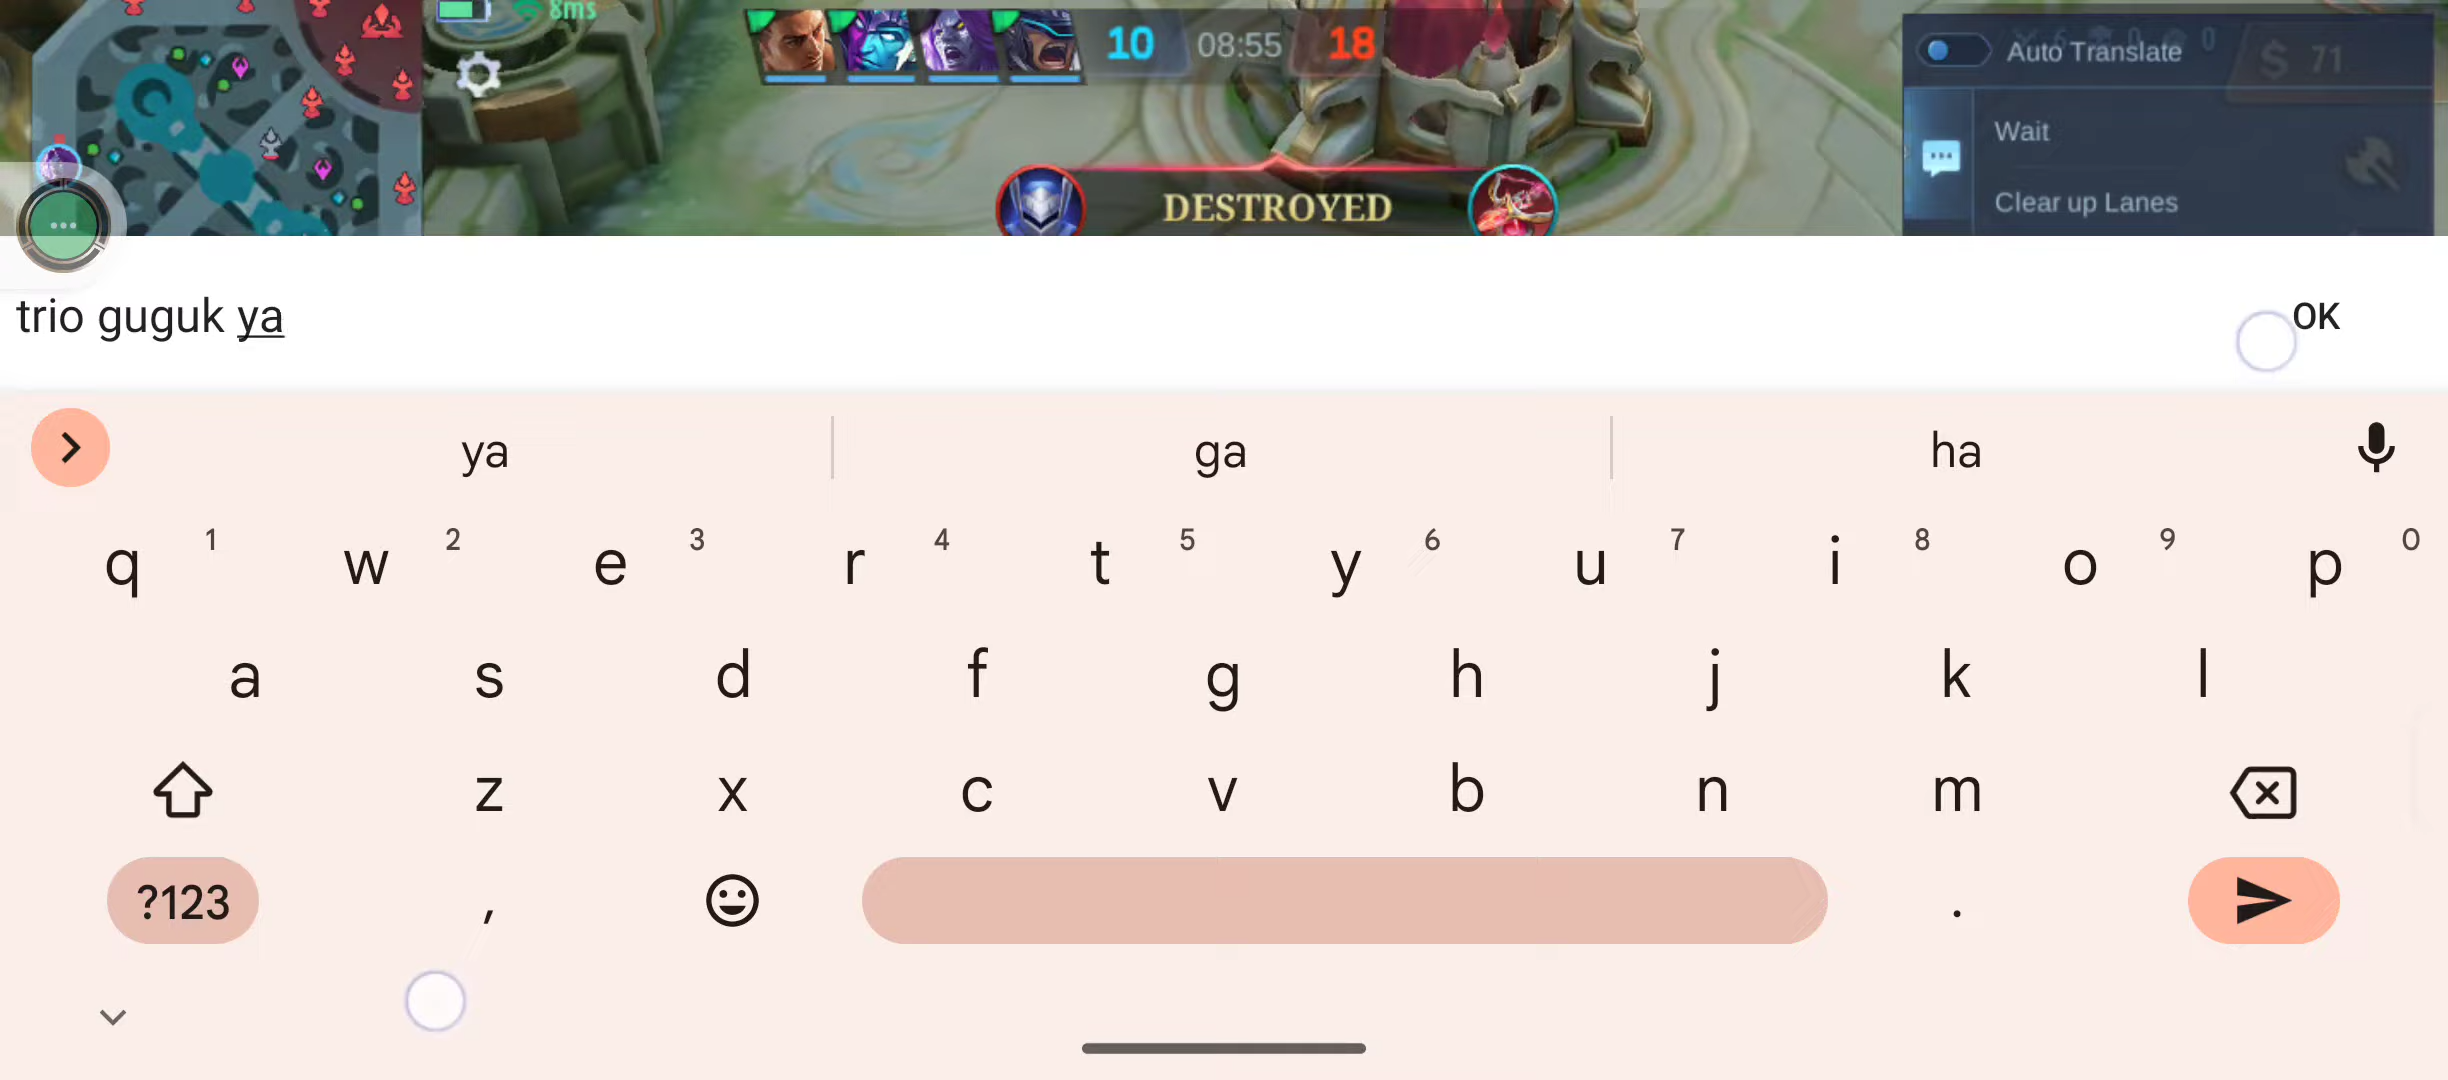 8ms
10 08:55 18
Auto Translate
$ 71
Wait
DESTROYED
Clear up Lanes
trio guguk ya
OK
ya ga ha
q 1 w 2 e 3 r 4 t 5 y 6 u 7 i 8 o 9 p 0
a s d f g h j k l
z x c v b n m
?123 , .